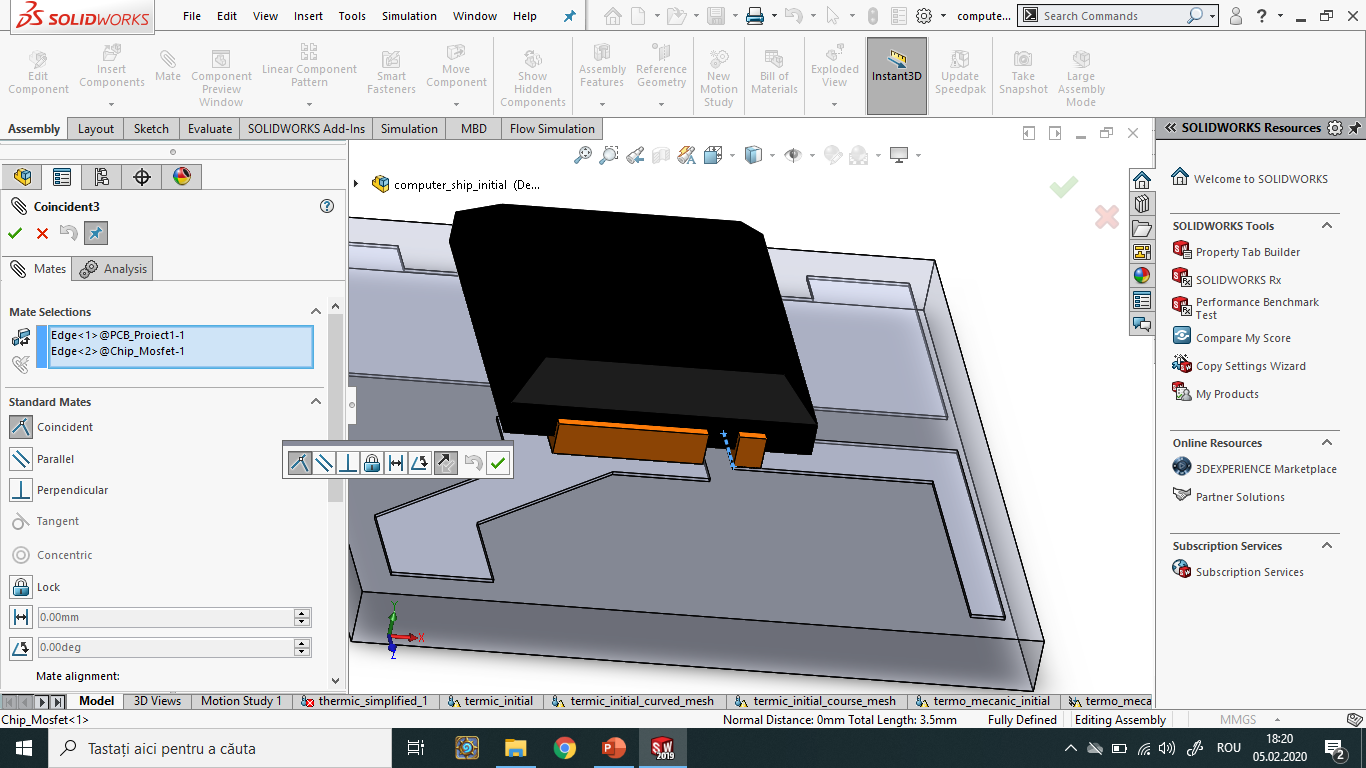 SOLIDWORKS File Edit View Insert Tools Simulation Window Help compute... Search Commands
Edit Component
Insert Components
Mate
Component Preview Window
Linear Component Pattern
Smart Fasteners
Move Component
Show Hidden Components
Assembly Features
Reference Geometry
New Motion Study
Bill of Materials
Exploded View
Instant3D
Update Speedpak
Take Snapshot
Large Assembly Mode
Assembly Layout Sketch Evaluate SOLIDWORKS Add-Ins Simulation MBD Flow Simulation
computer_ship_initial (De...
Coincident3
Mates Analysis
Mate Selections
Edge<1>@PCB_Proiect1-1
Edge<2>@Chip_Mosfet-1
Standard Mates
Coincident
Parallel
Perpendicular
Tangent
Concentric
Lock
0.00mm
0.00deg
Mate alignment:
Y
X
Z
SOLIDWORKS Resources
Welcome to SOLIDWORKS
SOLIDWORKS Tools
Property Tab Builder
SOLIDWORKS Rx
Performance Benchmark
Test
Compare My Score
Copy Settings Wizard
My Products
Online Resources
3DEXPERIENCE Marketplace
Partner Solutions
Subscription Services
Subscription Services
Model 3D Views Motion Study 1 thermic_simplified_1 termic_initial termic_initial_curved_mesh termic_initial_course_mesh termo_mecanic_initial termo_meca
Chip_Mosfet<1> Normal Distance: 0mm Total Length: 3.5mm Fully Defined Editing Assembly MMGS
Tastați aici pentru a căuta
SW 2019
ROU
18:20
05.02.2020
2